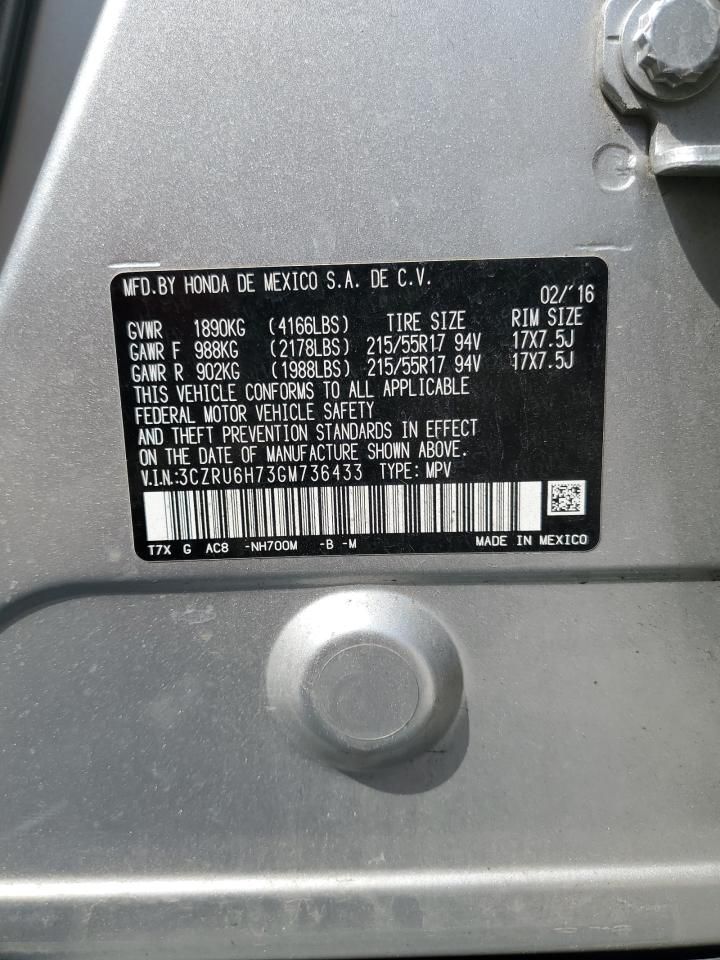 MFD.BY HONDA DE MEXICO S.A. DE C.V.
02/'16
GVWR 1890KG (4166LBS) TIRE SIZE RIM SIZE
GAWR F 988KG (2178LBS) 215/55R17 94V 17X7.5J
GAWR R 902KG (1988LBS) 215/55R17 94V 17X7.5J
THIS VEHICLE CONFORMS TO ALL APPLICABLE
FEDERAL MOTOR VEHICLE SAFETY
AND THEFT PREVENTION STANDARDS IN EFFECT
ON THE DATE OF MANUFACTURE SHOWN ABOVE.
V.I.N.:3CZRU6H73GM736433 TYPE: MPV
T7X G AC8 -NH700M -B -M MADE IN MEXICO